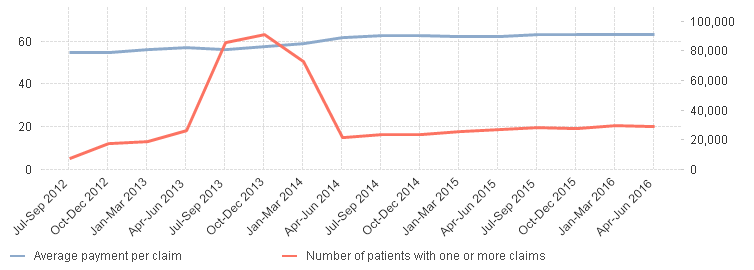 100,000
60
80,000
60,000
40
40,000
20
20,000
0
0
Jul-Sep 2012
Oct-Dec 2012
Jan-Mar 2013
Apr-Jun 2013
Jul-Sep 2013
Oct-Dec 2013
Jan-Mar 2014
Apr-Jun 2014
Jul-Sep 2014
Oct-Dec 2014
Jan-Mar 2015
Apr-Jun 2015
Jul-Sep 2015
Oct-Dec 2015
Jan-Mar 2016
Apr-Jun 2016
Average payment per claim
Number of patients with one or more claims